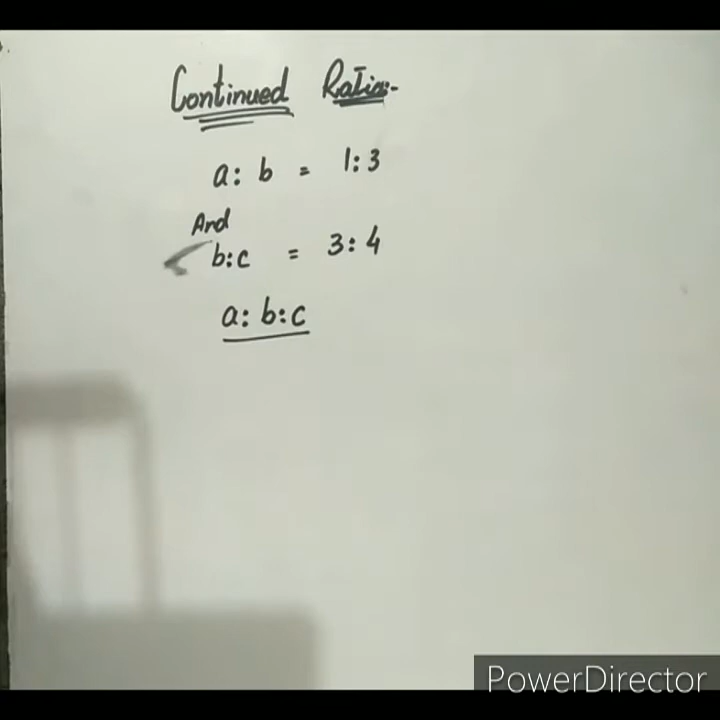 Continued Ratio:-
a: b = 1:3
And
b:c = 3:4
a: b:c
PowerDirector